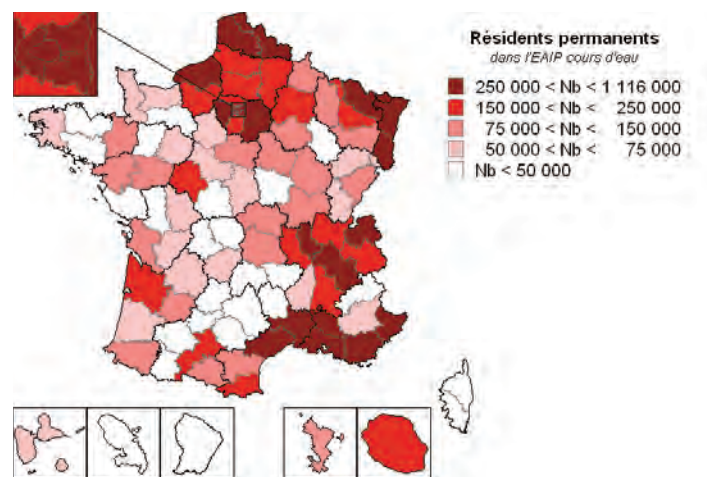 Résidents permanents
dans l'EAIP cours d'eau
250 000 < Nb < 1 116 000
150 000 < Nb < 250 000
75 000 < Nb < 150 000
50 000 < Nb < 75 000
Nb < 50 000